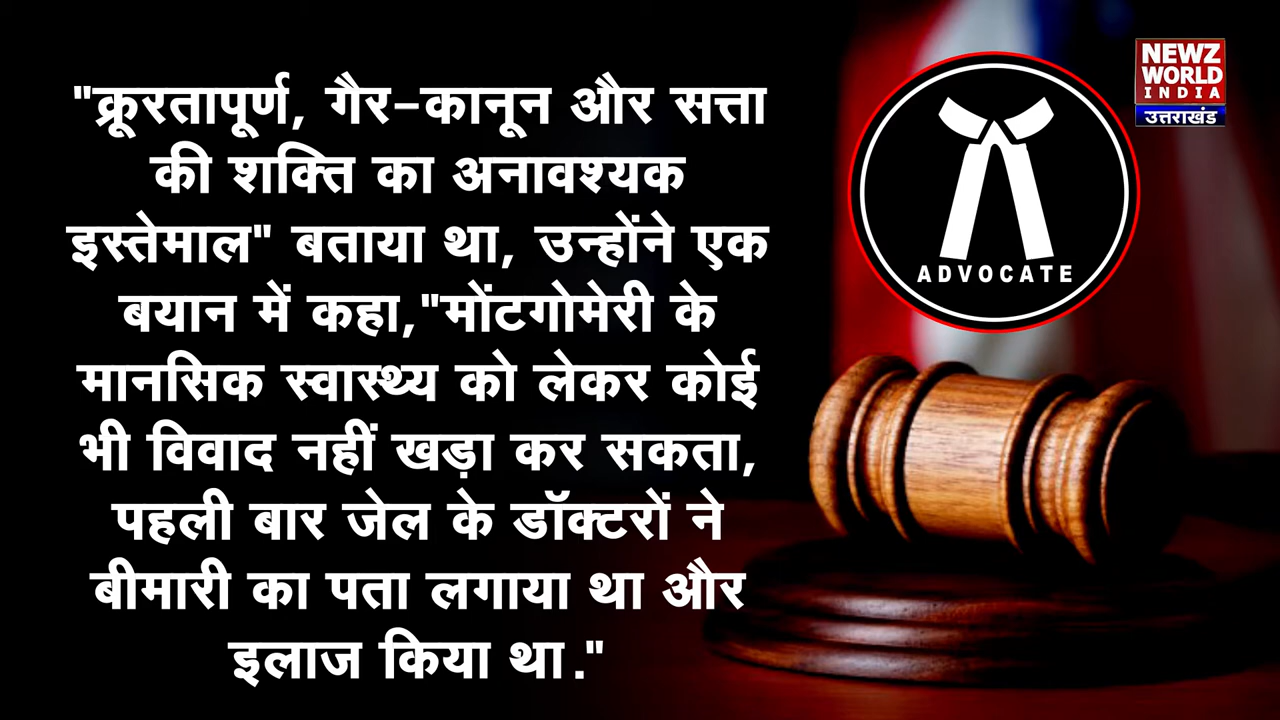 "क्रूरतापूर्ण, गैर-कानून और सत्ता
की शक्ति का अनावश्यक
इस्तेमाल" बताया था, उन्होंने एक
बयान में कहा,"मोंटगोमेरी के
मानसिक स्वास्थ्य को लेकर कोई
भी विवाद नहीं खड़ा कर सकता,
पहली बार जेल के डॉक्टरों ने
बीमारी का पता लगाया था और
इलाज किया था."
ADVOCATE
NEWZ
WORLD
INDIA
उत्तराखंड